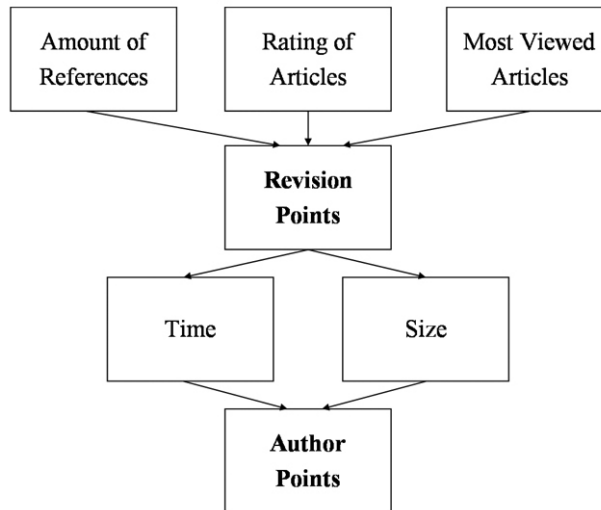 Amount of
References
Rating of
Articles
Most Viewed
Articles
Revision
Points
Time
Size
Author
Points